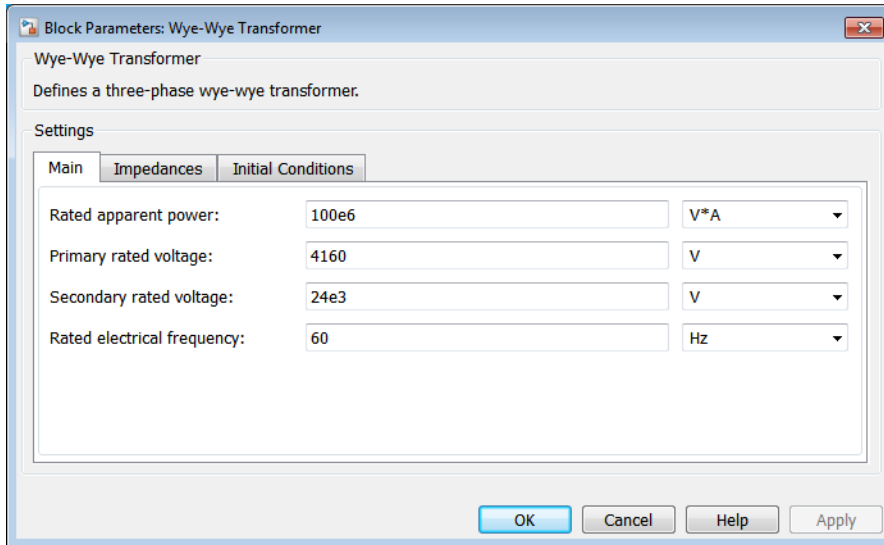 Block Parameters: Wye-Wye Transformer
Wye-Wye Transformer
Defines a three-phase wye-wye transformer.
Settings
Main Impedances Initial Conditions
Rated apparent power: 100e6 V*A
Primary rated voltage: 4160 V
Secondary rated voltage: 24e3 V
Rated electrical frequency: 60 Hz
OK Cancel Help Apply